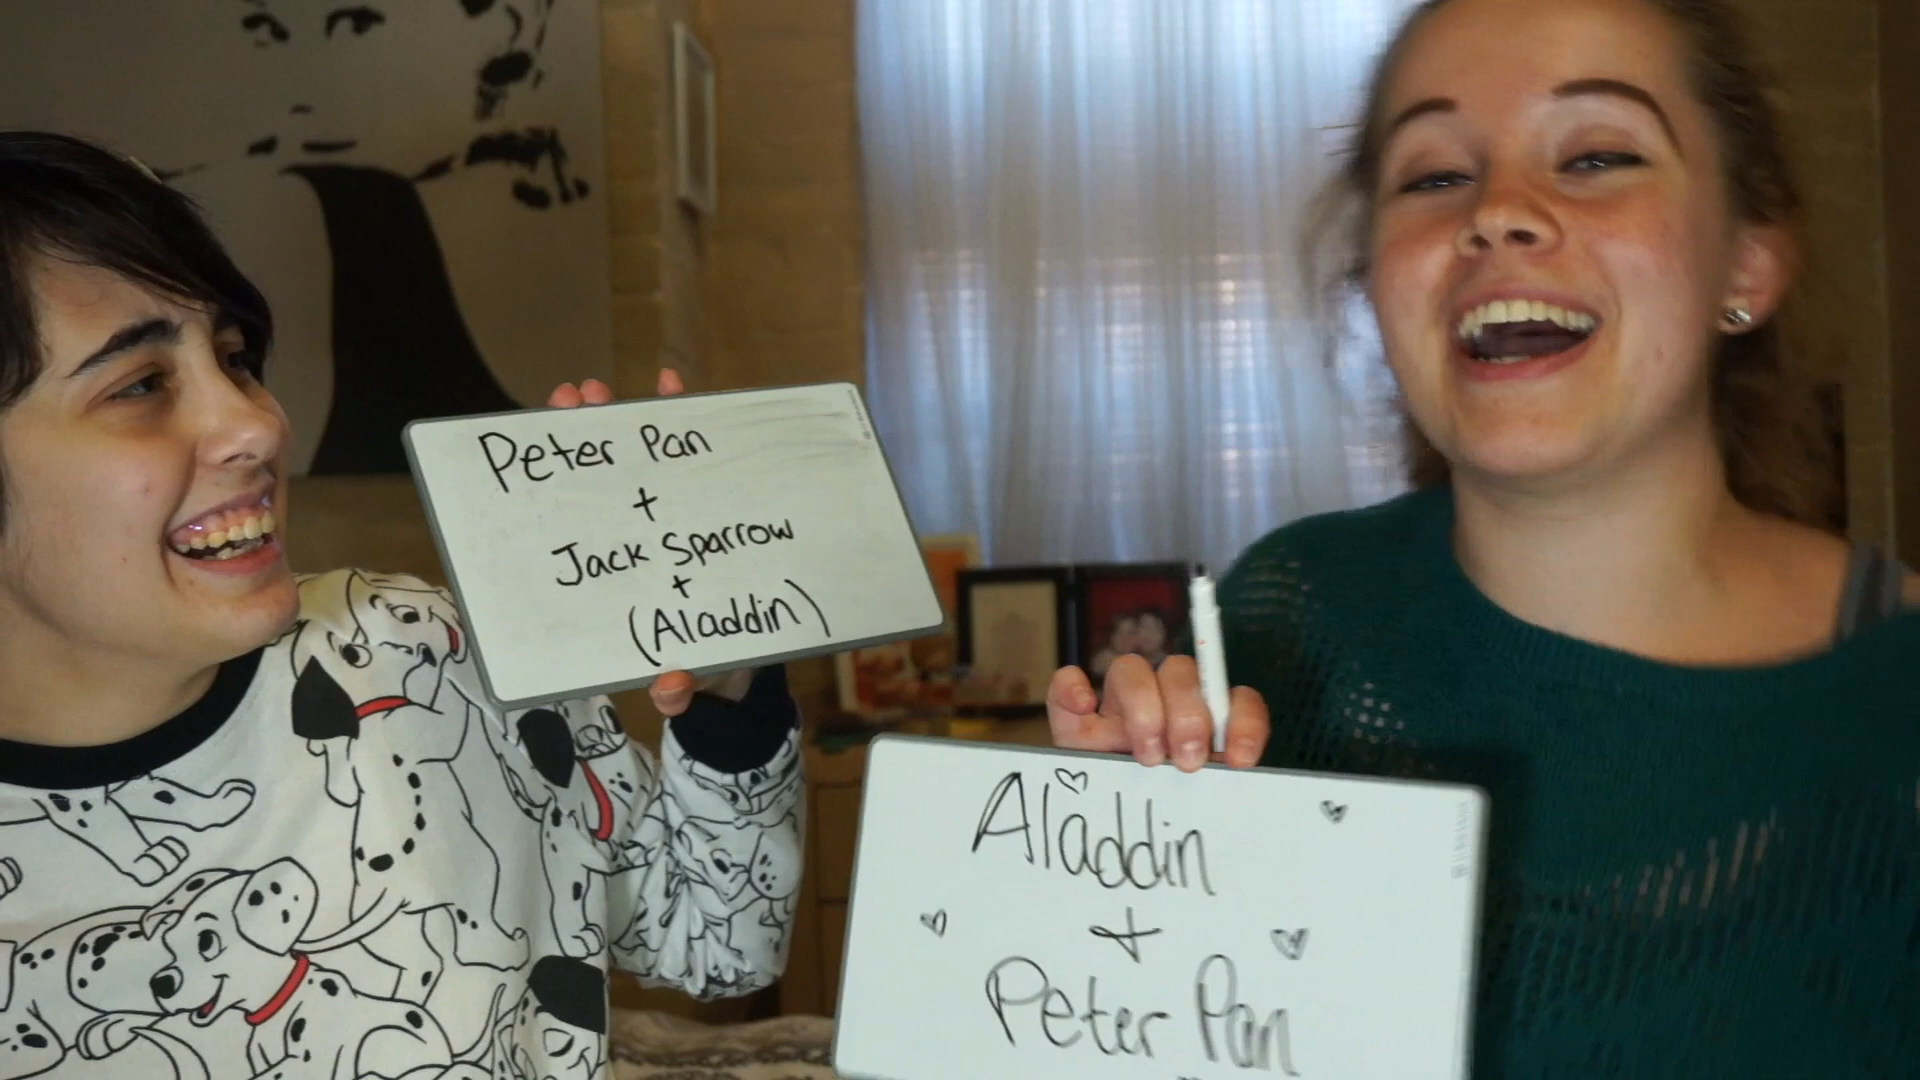 Peter Pan
+
Jack Sparrow
+
(Aladdin)
Aladdin
+
Peter Pan